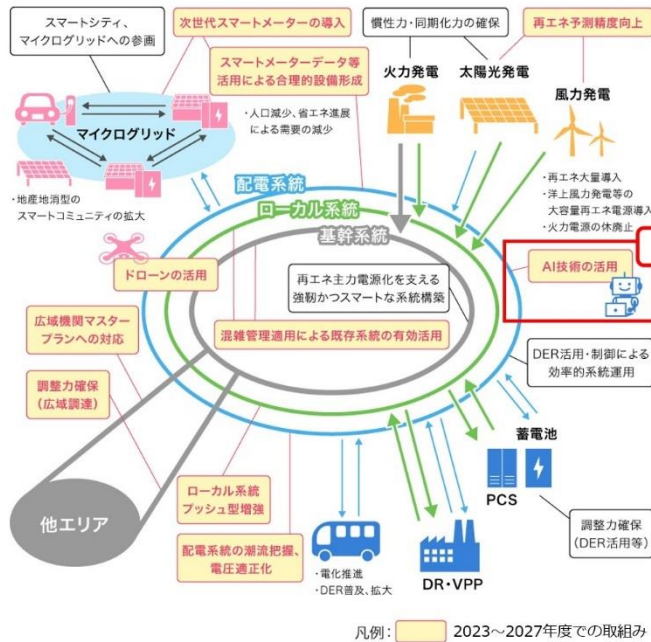 スマートシティ、
マイクログリッドへの参画
次世代スマートメーターの導入
スマートメーターデータ等
活用による合理的設備形成
慣性力・同期化力の確保
再エネ予測精度向上
火力発電
太陽光発電
風力発電
マイクログリッド
・人口減少、省エネ進展
による需要の減少
・地産地消型の
スマートコミュニティの拡大
・再エネ大量導入
・洋上風力発電等の
大容量再エネ電源導入
・火力電源の休廃止
配電系統
ローカル系統
基幹系統
ドローンの活用
AI技術の活用
再エネ主力電源化を支える
強靭かつスマートな系統構築
広域機関マスター
プランへの対応
混雑管理適用による既存系統の有効活用
DER活用・制御による
効率的系統運用
調整力確保
（広域調達）
蓄電池
PCS
他エリア
ローカル系統
プッシュ型増強
配電系統の潮流把握、
電圧適正化
・電化推進
・DER普及、拡大
DR・VPP
調整力確保
（DER活用等）
凡例：
2023～2027年度での取組み